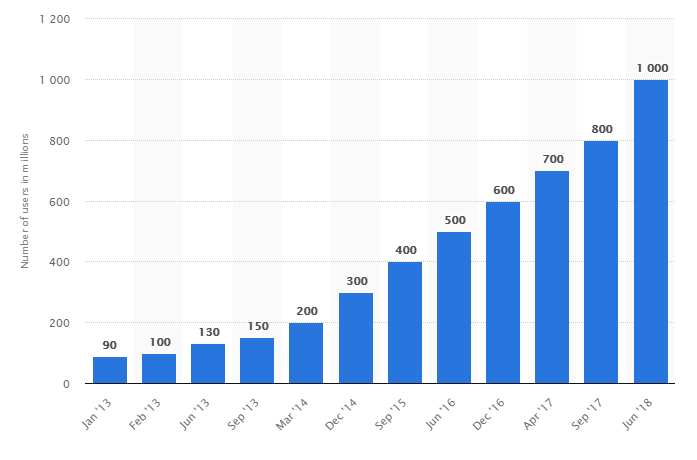 1 200
1 000
800
600
400
200
0
Number of users in millions
90
100
130
150
200
300
400
500
600
700
800
1 000
Jan '13
Feb '13
Jun '13
Sep '13
Mar '14
Dec '14
Sep '15
Jun '16
Dec '16
Apr '17
Sep '17
Jun '18